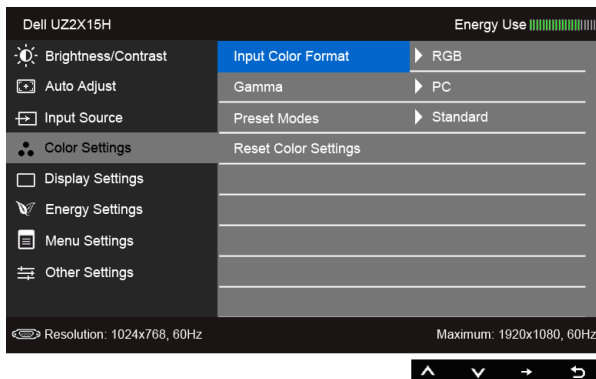 Dell UZ2X15H
Energy Use
Brightness/Contrast
Input Color Format
RGB
Auto Adjust
Gamma
PC
Input Source
Preset Modes
Standard
Color Settings
Reset Color Settings
Display Settings
Energy Settings
Menu Settings
Other Settings
Resolution: 1024x768, 60Hz
Maximum: 1920x1080, 60Hz